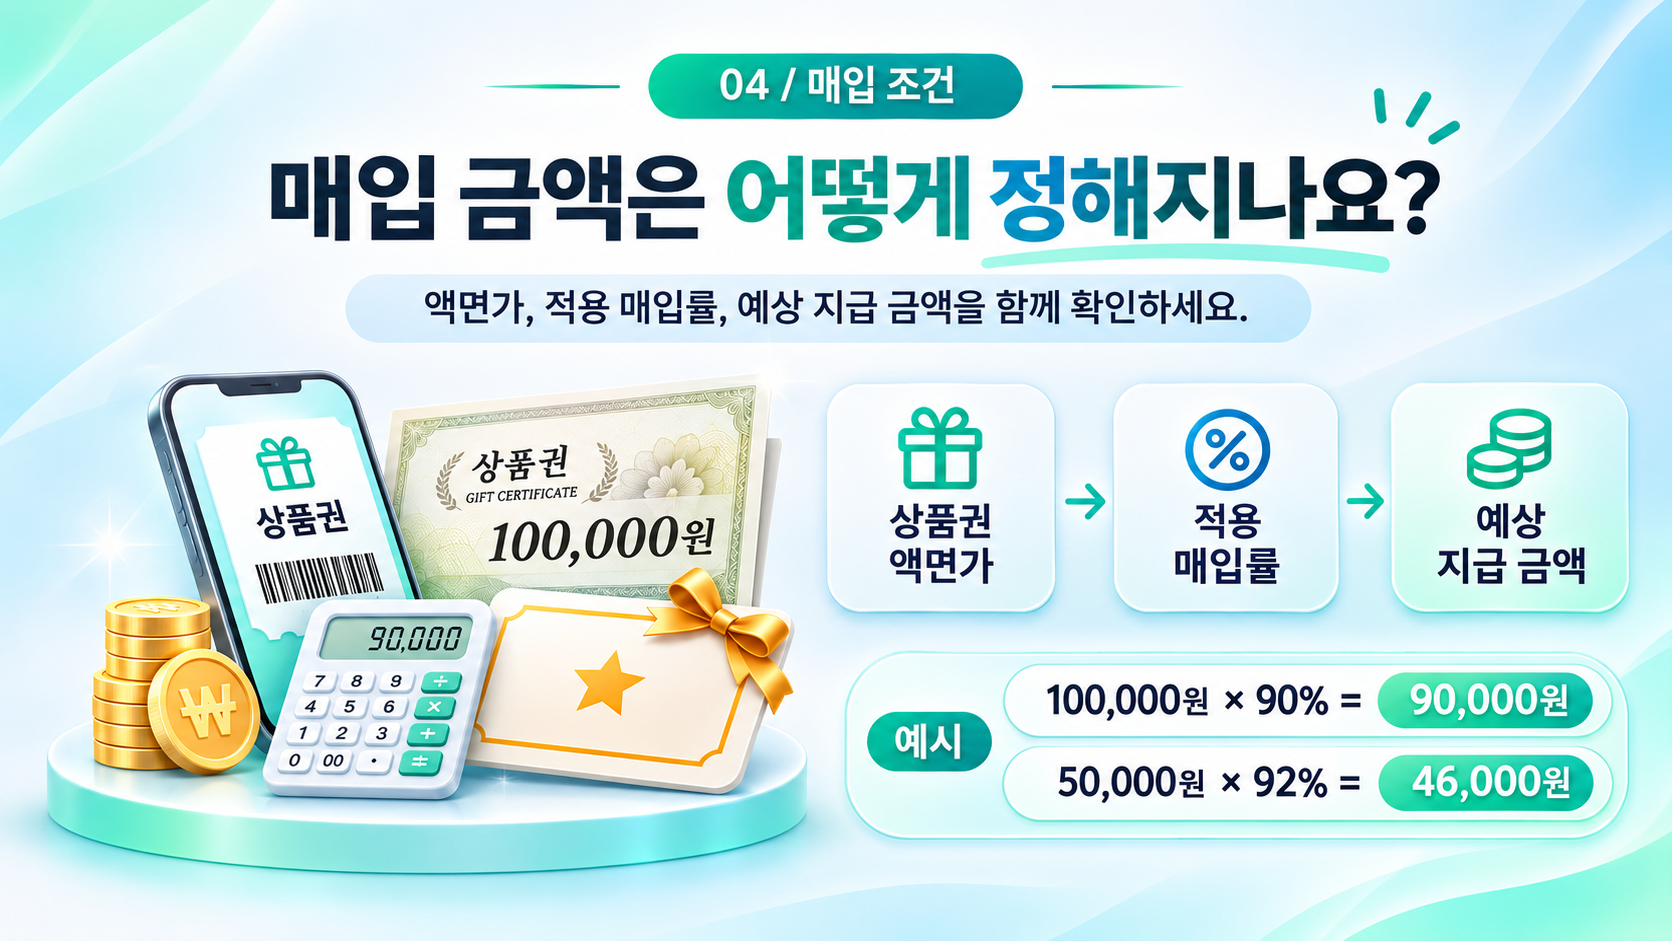 04 / 매입 조건
매입 금액은 어떻게 정해지나요?
액면가, 적용 매입률, 예상 지급 금액을 함께 확인하세요.
상품권
상품권
GIFT CERTIFICATE
100,000원
90,000
7 8 9 ÷
4 5 6 ×
1 2 3 +
0 00 ·
₩
상품권
액면가
적용
매입률
예상
지급 금액
예시
100,000원 × 90% = 90,000원
50,000원 × 92% = 46,000원